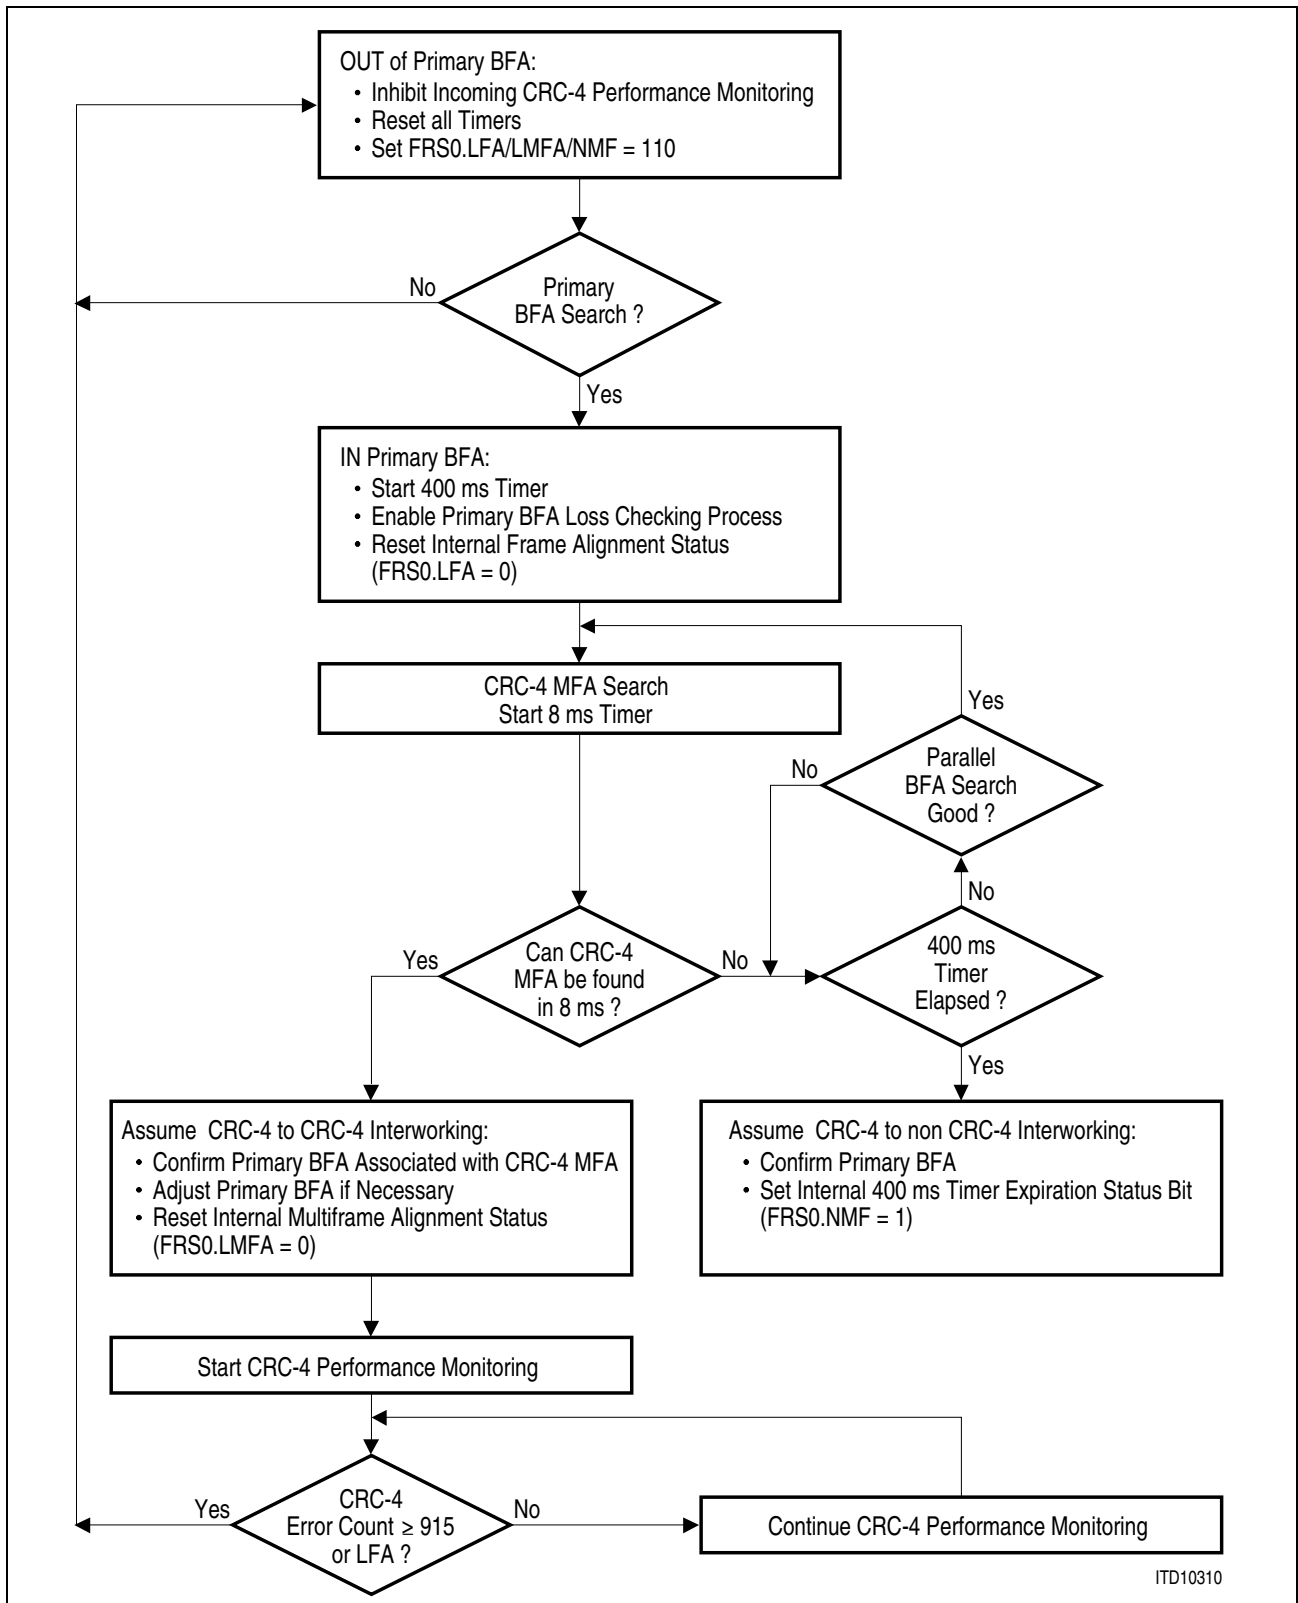 OUT of Primary BFA:
• Inhibit Incoming CRC-4 Performance Monitoring
• Reset all Timers
• Set FRS0.LFA/LMFA/NMF = 110
No
Primary
BFA Search ?
Yes
IN Primary BFA:
• Start 400 ms Timer
• Enable Primary BFA Loss Checking Process
• Reset Internal Frame Alignment Status
(FRS0.LFA = 0)
CRC-4 MFA Search
Start 8 ms Timer
Yes
No
Parallel
BFA Search
Good ?
No
Yes
Can CRC-4
MFA be found
in 8 ms ?
No
400 ms
Timer
Elapsed ?
Yes
Assume CRC-4 to CRC-4 Interworking:
• Confirm Primary BFA Associated with CRC-4 MFA
• Adjust Primary BFA if Necessary
• Reset Internal Multiframe Alignment Status
(FRS0.LMFA = 0)
Assume CRC-4 to non CRC-4 Interworking:
• Confirm Primary BFA
• Set Internal 400 ms Timer Expiration Status Bit
(FRS0.NMF = 1)
Start CRC-4 Performance Monitoring
Yes
CRC-4
Error Count ≥ 915
or LFA ?
No
Continue CRC-4 Performance Monitoring
ITD10310